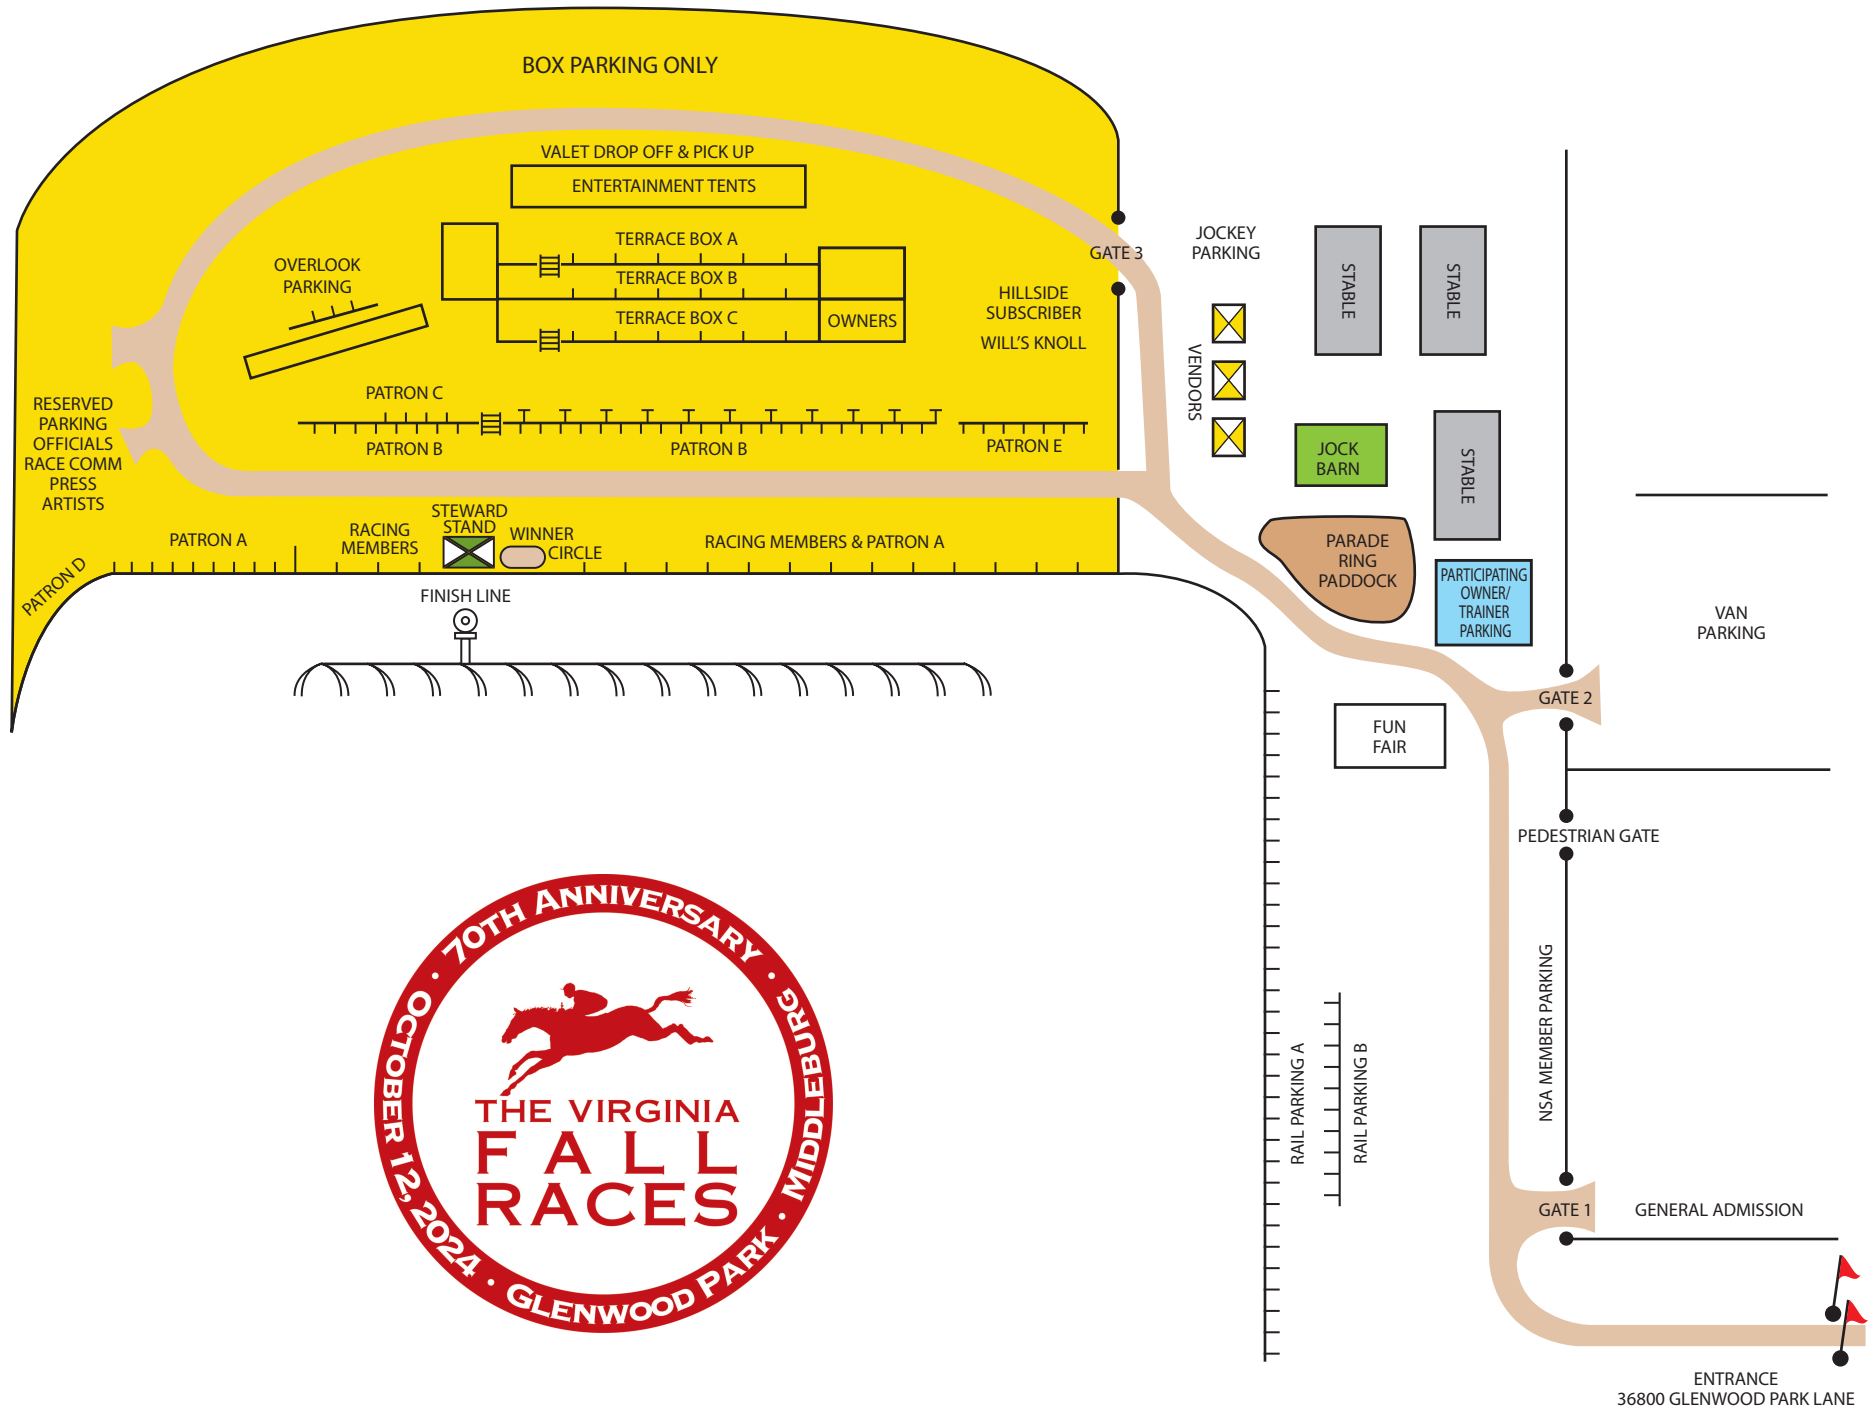 BOX PARKING ONLY
VALET DROP OFF & PICK UP
ENTERTAINMENT TENTS
TERRACE BOX A
TERRACE BOX B
TERRACE BOX C
OWNERS
OVERLOOK
PARKING
HILLSIDE
SUBSCRIBER
WILL'S KNOLL
GATE 3
JOCKEY
PARKING
STABLE
STABLE
VENDORS
PATRON C
PATRON B
PATRON B
PATRON E
RESERVED
PARKING
OFFICIALS
RACE COMM
PRESS
ARTISTS
JOCK
BARN
STABLE
PATRON D
PATRON A
RACING
MEMBERS
STEWARD
STAND
WINNER
CIRCLE
RACING MEMBERS & PATRON A
FINISH LINE
PARADE
RING
PADDOCK
PARTICIPATING
OWNER/
TRAINER
PARKING
VAN
PARKING
GATE 2
FUN
FAIR
PEDESTRIAN GATE
NSA MEMBER PARKING
RAIL PARKING A
RAIL PARKING B
GATE 1
GENERAL ADMISSION
ENTRANCE
36800 GLENWOOD PARK LANE
70TH ANNIVERSARY · MIDDLEBURG · GLENWOOD PARK · OCTOBER 12, 2024 ·
THE VIRGINIA
FALL
RACES